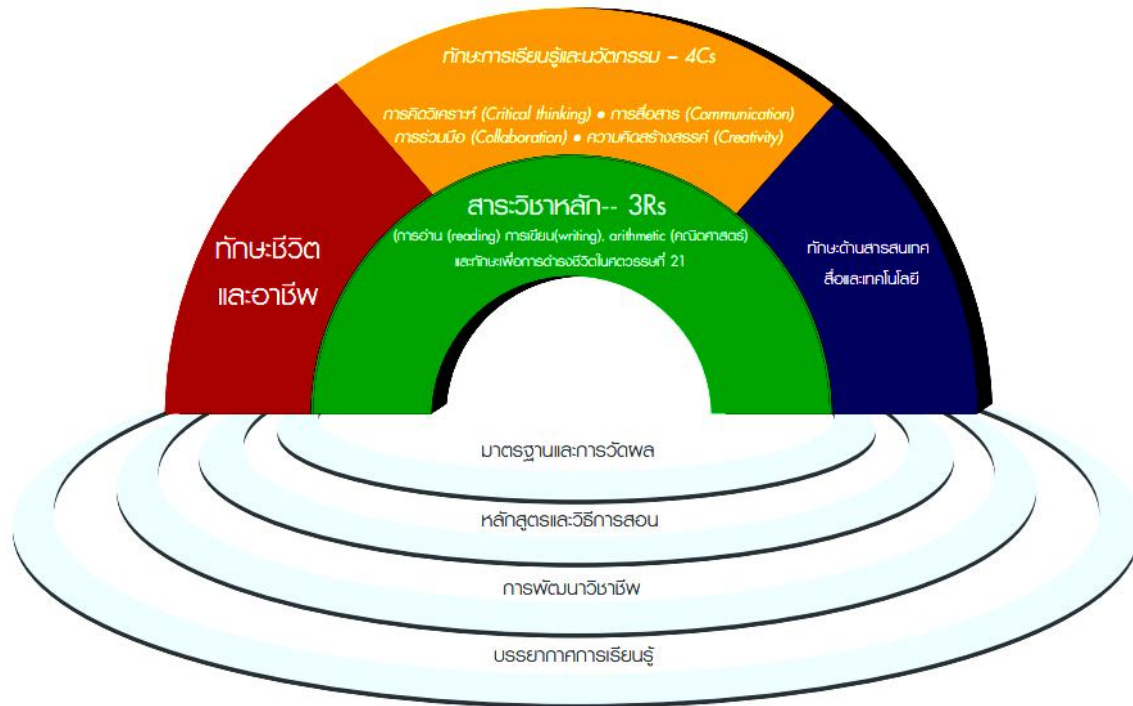 ทักษะการเรียนรู้และนวัตกรรม – 4Cs
การคิดวิเคราะห์ (Critical thinking) ● การสื่อสาร (Communication)
การร่วมมือ (Collaboration) ● ความคิดสร้างสรรค์ (Creativity)
สาระวิชาหลัก-- 3Rs
(การอ่าน (reading) การเขียน(writing), arithmetic (คณิตศาสตร์)
และทักษะเพื่อการดำรงชีวิตในศตวรรษที่ 21
ทักษะชีวิต
และอาชีพ
ทักษะด้านสารสนเทศ
สื่อและเทคโนโลยี
มาตรฐานและการวัดผล
หลักสูตรและวิธีการสอน
การพัฒนาวิชาชีพ
บรรยากาศการเรียนรู้